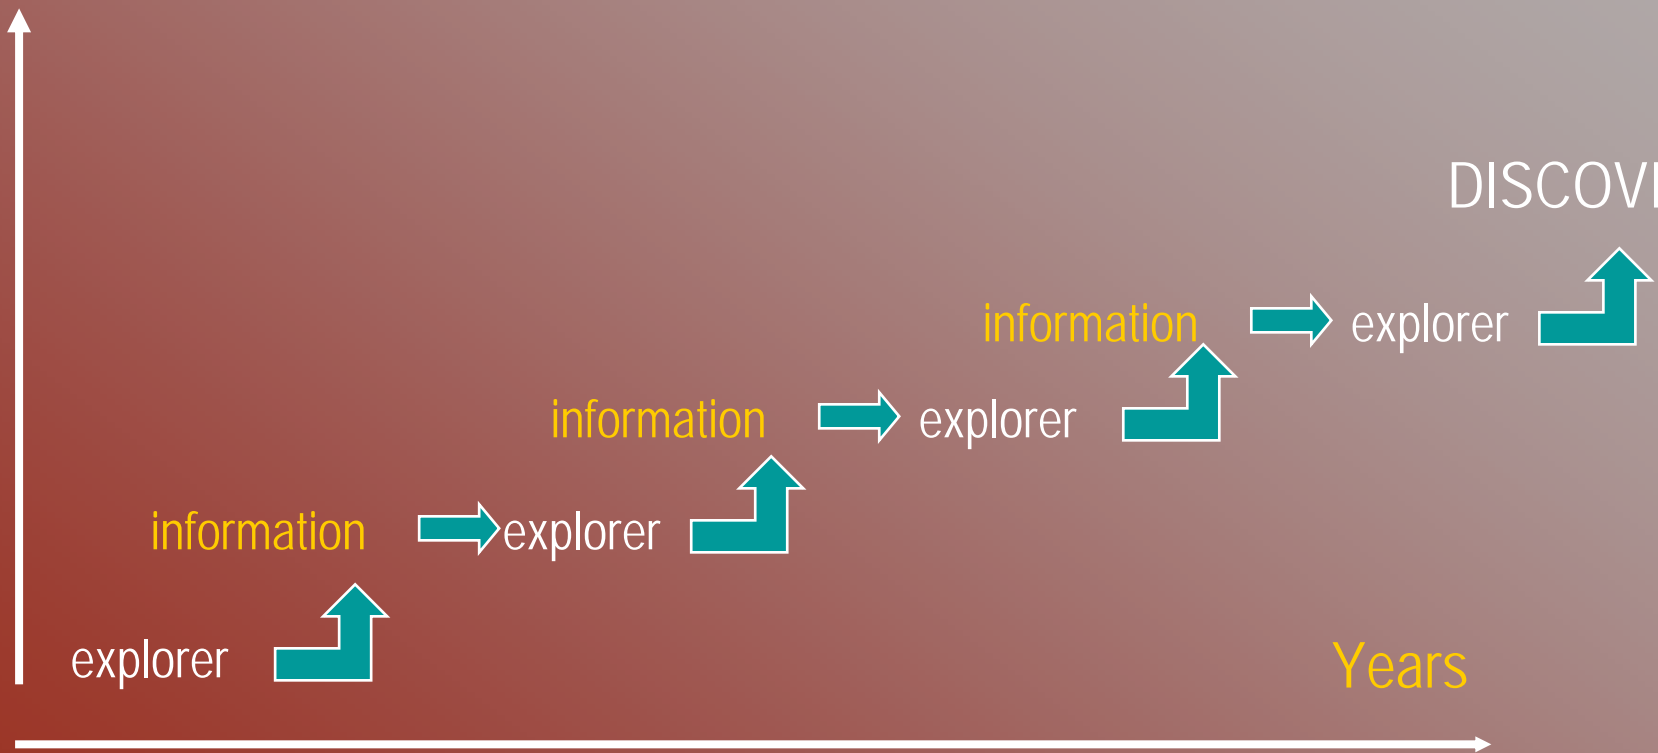 DISCOV
information explorer
information explorer
information explorer
explorer
Years